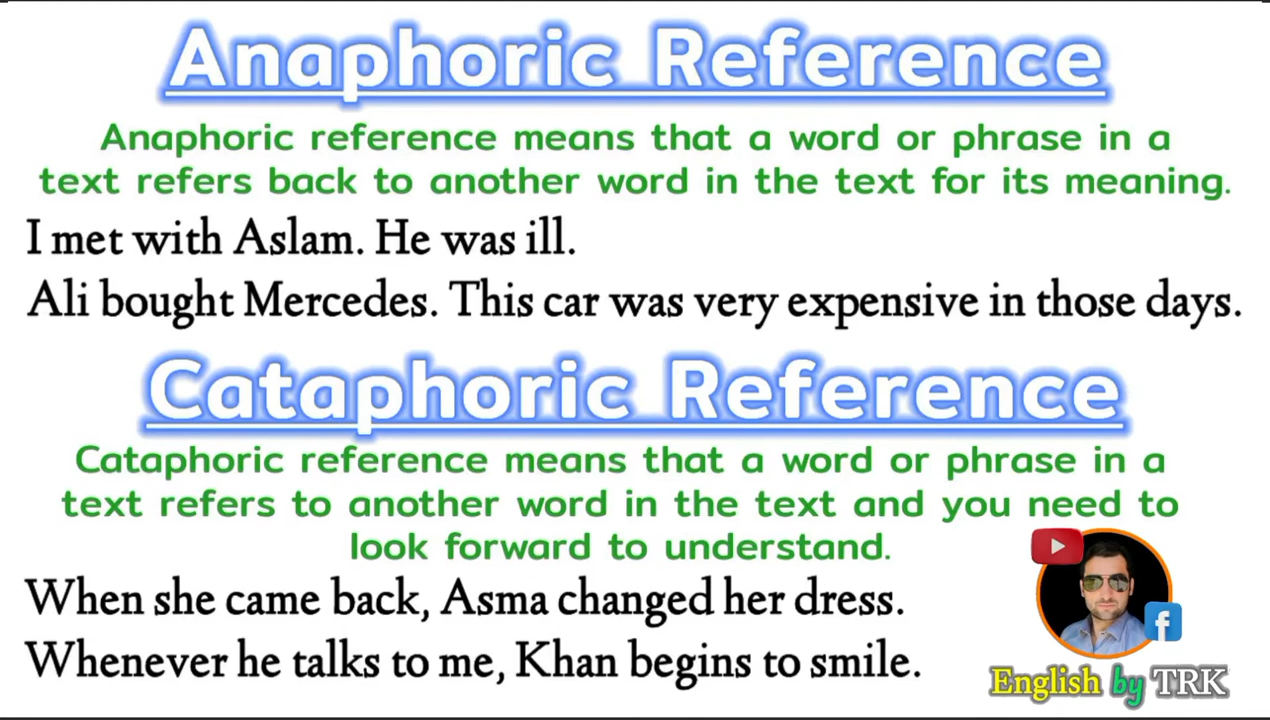 Anaphoric Reference
Anaphoric reference means that a word or phrase in a
text refers back to another word in the text for its meaning.
I met with Aslam. He was ill.
Ali bought Mercedes. This car was very expensive in those days.
Cataphoric Reference
Cataphoric reference means that a word or phrase in a
text refers to another word in the text and you need to
look forward to understand.
When she came back, Asma changed her dress.
Whenever he talks to me, Khan begins to smile.
f
English by TRK